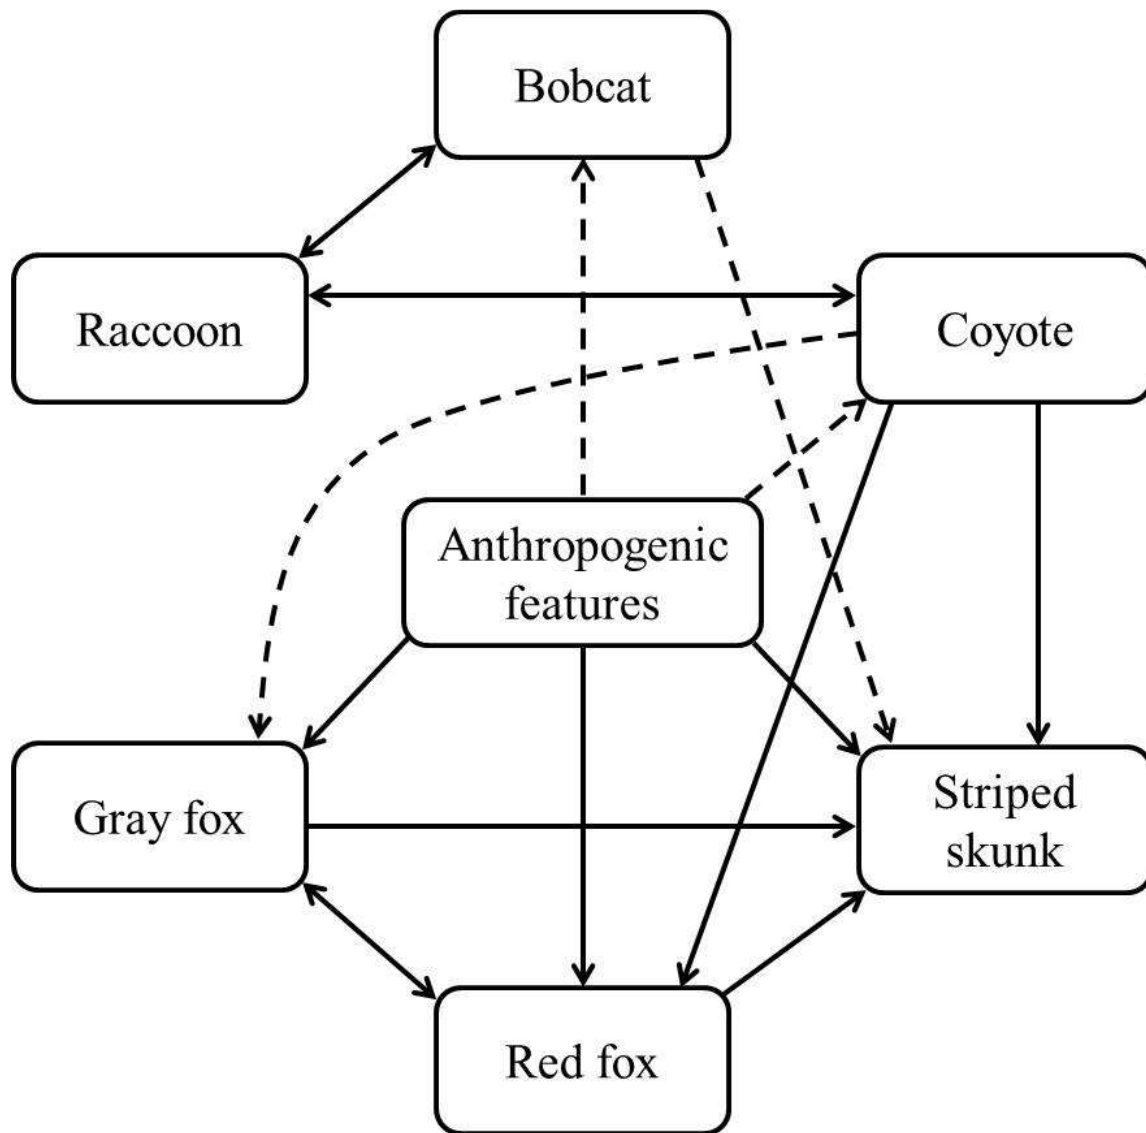 Bobcat
Raccoon
Coyote
Anthropogenic
features
Gray fox
Striped
skunk
Red fox